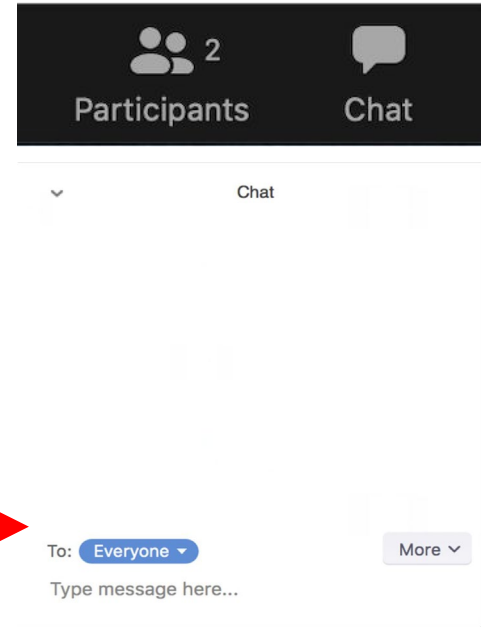 2
Participants Chat
Chat
To: Everyone More
Type message here...